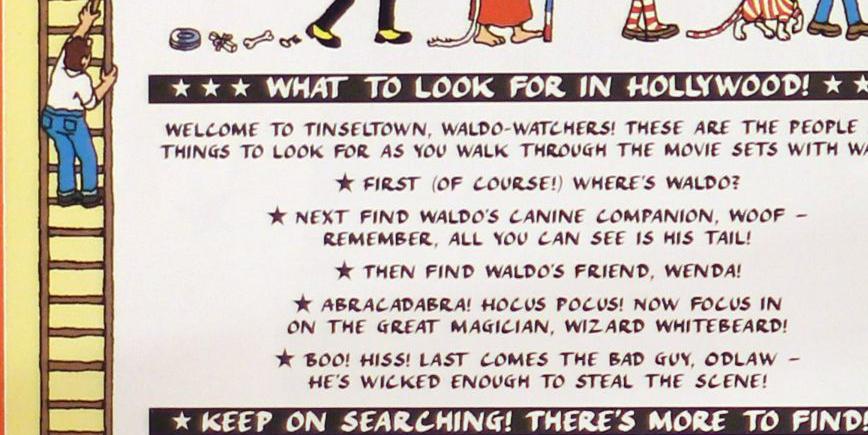 ★ ★ ★ WHAT TO LOOK FOR IN HOLLYWOOD! ★
WELCOME TO TINSELTOWN, WALDO-WATCHERS! THESE ARE THE PEOPLE
THINGS TO LOOK FOR AS YOU WALK THROUGH THE MOVIE SETS WITH
★ FIRST (OF COURSE!) WHERE'S WALDO?
★ NEXT FIND WALDO'S CANINE COMPANION, WOOF –
REMEMBER, ALL YOU CAN SEE IS HIS TAIL!
★ THEN FIND WALDO'S FRIEND, WENDA!
★ ABRACADABRA! HOCUS POCUS! NOW FOCUS IN
ON THE GREAT MAGICIAN, WIZARD WHITEBEARD!
★ BOO! HISS! LAST COMES THE BAD GUY, ODLAW –
HE'S WICKED ENOUGH TO STEAL THE SCENE!
★ KEEP ON SEARCHING! THERE'S MORE TO FIND